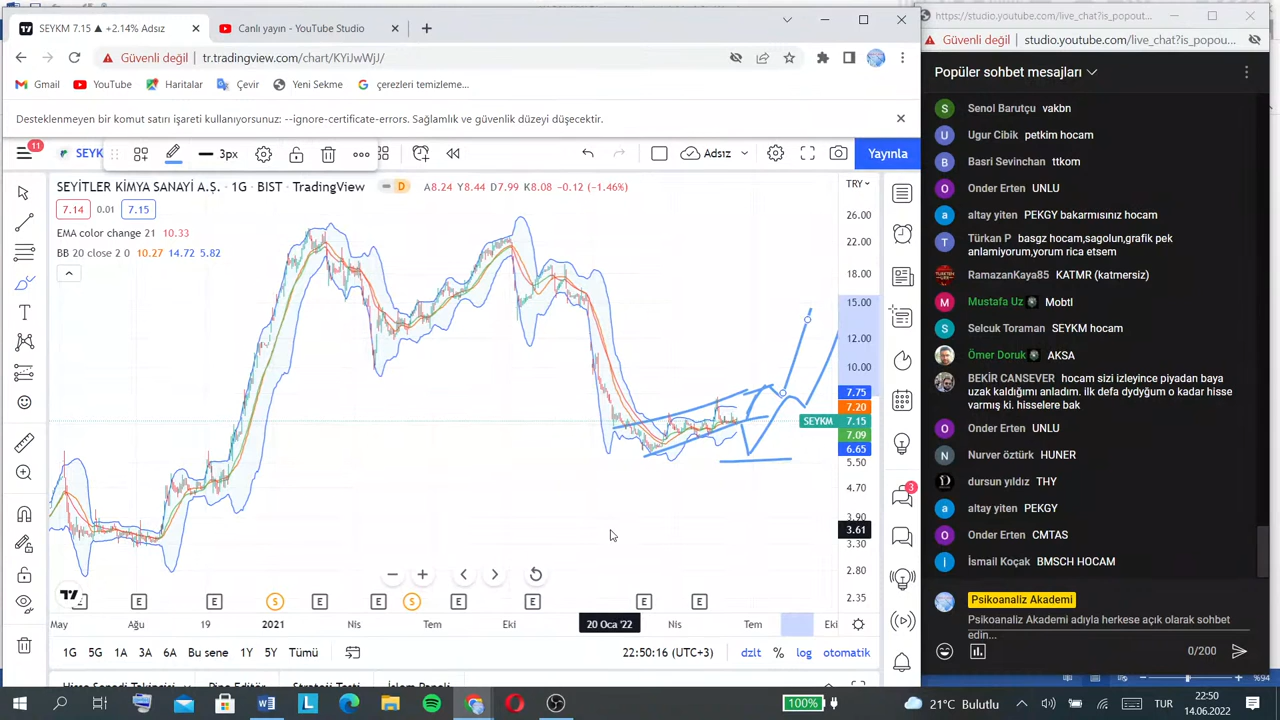 SEYKM 7.15 ▲ +2.14% Adsız
Canlı yayın - YouTube Studio
Güvenli değil
tr.tradingview.com/chart/KYiJwWjJ/
Gmail
YouTube
Haritalar
Çevir
Yeni Sekme
çerezleri temizleme...
Desteklenmeyen bir komut satırı işareti kullanıyorsunuz: --ignore-certificate-errors. Sağlamlık ve güvenlik düzeyi düşecektir.
11
SEYK
3px
Adsız
Yayınla
SEYİTLER KİMYA SANAYİ A.Ş. · 1G · BIST · TradingView
D
A8.24 Y8.44 D7.99 K8.08 -0.12 (-1.46%)
TRY
7.14
0.01
7.15
EMA color change 21 10.33
BB 20 close 2 0 10.27 14.72 5.82
26.00
22.00
18.00
15.00
12.00
10.00
7.75
7.20
SEYKM 7.15
7.09
6.65
5.50
4.70
3.90
3.61
3.30
2.80
2.35
3
E
E
E
S
E
E
S
E
E
E
E
May
Ağu
19
2021
Nis
Tem
Eki
20 Oca '22
Nis
Tem
Eki
1G 5G 1A 3A 6A Bu sene 1Y 5Y Tümü
22:50:16 (UTC+3)
dzlt % log otomatik
https://studio.youtube.com/live_chat?is_popout...
Güvenli değil
studio.youtube.com/live_chat?is_popou...
Popüler sohbet mesajları
S Senol Barutçu vakbn
U Ugur Cibik petkim hocam
B Basri Sevinchan ttkom
O Onder Erten UNLU
a altay yiten PEKGY bakarmısınız hocam
T Türkan P basgz hocam,sagolun,grafik pek
anlamiyorum,yorum rica etsem
RamazanKaya85 KATMR (katmersiz)
M Mustafa Uz Mobtl
S Selcuk Toraman SEYKM hocam
Ömer Doruk AKSA
BEKİR CANSEVER hocam sizi izleyince piyadan baya
uzak kaldığımı anladım. ilk defa dydyğum o kadar hisse
varmış ki. hisselere bak
O Onder Erten UNLU
N Nurver öztürk HUNER
dursun yıldız THY
a altay yiten PEKGY
O Onder Erten CMTAS
İ İsmail Koçak BMSCH HOCAM
Psikoanaliz Akademi
Psikoanaliz Akademi adıyla herkese açık olarak sohbet
edin...
0/200
%94
100%
21°C Bulutlu
TUR
22:50
14.06.2022